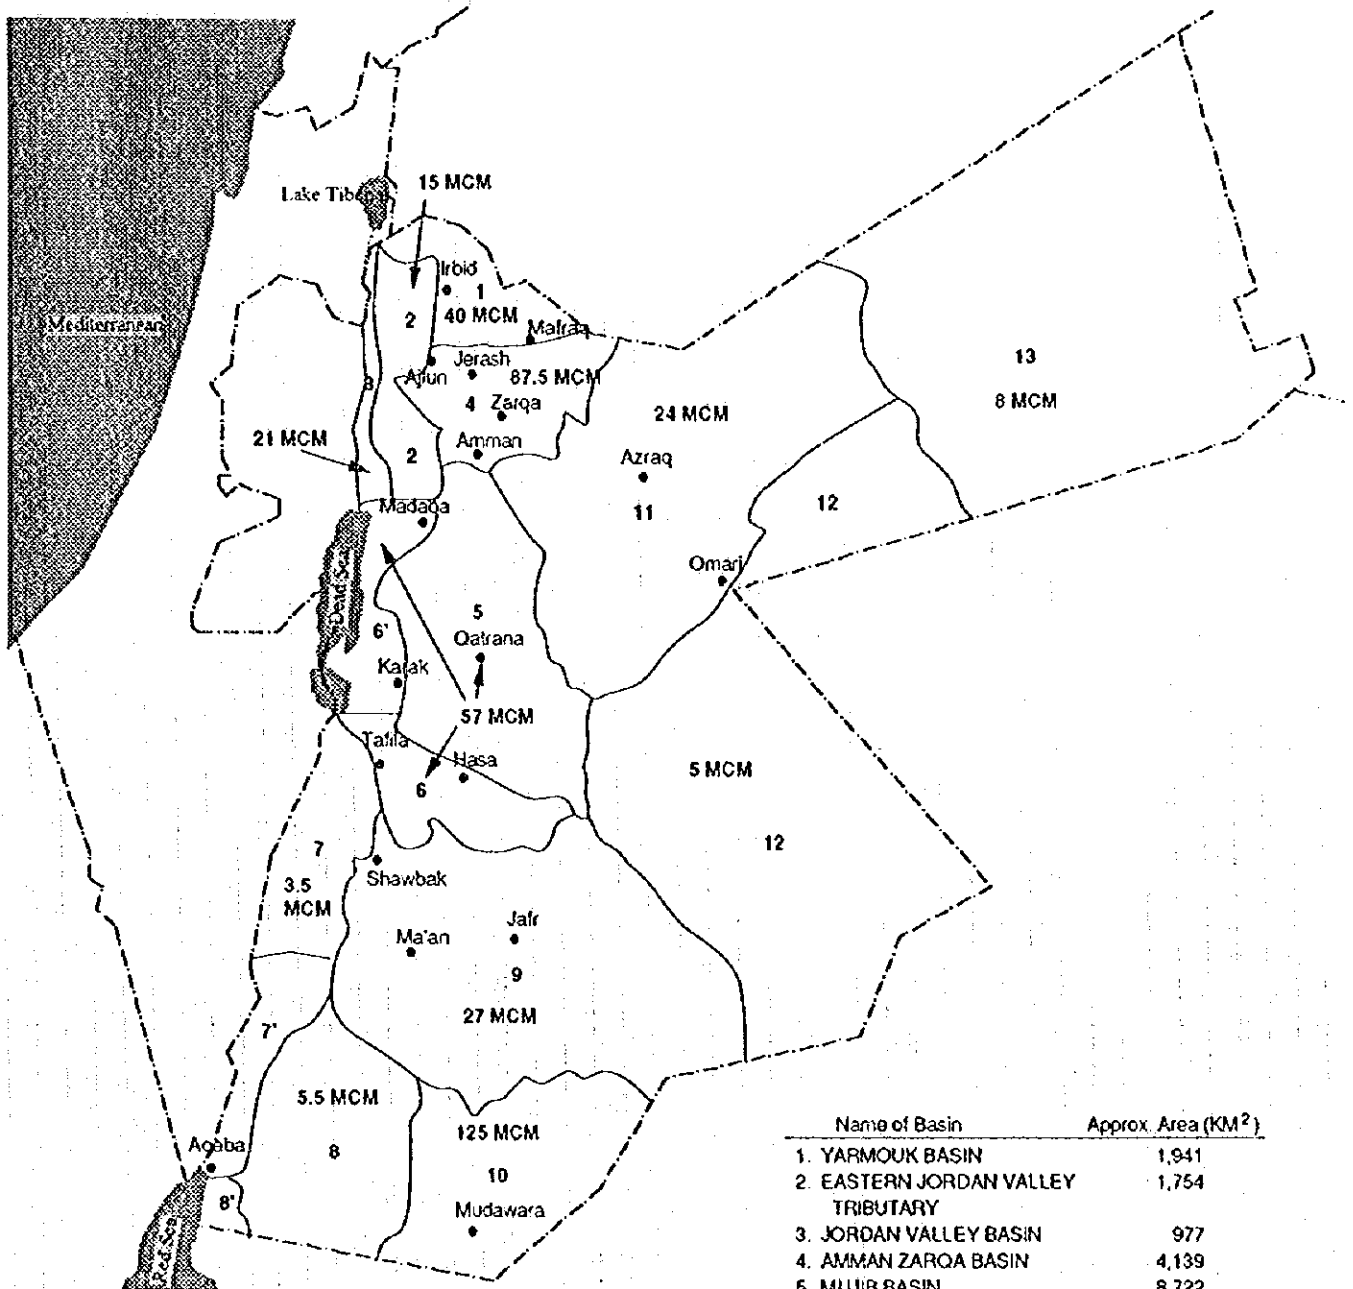 15 MCM
Lake Tiberias
Irbid
1
40 MCM
2
Mafraq
Mediterranean
Jerash
Ajlun
87.5 MCM
3
4
Zarqa
24 MCM
13
8 MCM
21 MCM
Amman
2
Azraq
11
12
Madaba
Dead Sea
Omari
5
6'
Qatrana
Karak
57 MCM
Tafila
Hasa
6
5 MCM
12
7
Shawbak
3.5
MCM
Jafr
Ma'an
9
27 MCM
7'
5.5 MCM
8
125 MCM
10
Aqaba
8'
Mudawara
Red Sea
Name of Basin Approx. Area (KM²)
1. YARMOUK BASIN 1,941
2. EASTERN JORDAN VALLEY 1,754
TRIBUTARY
3. JORDAN VALLEY BASIN 977
4. AMMAN ZARQA BASIN 4,139
5. MUJIB BASIN 8,722